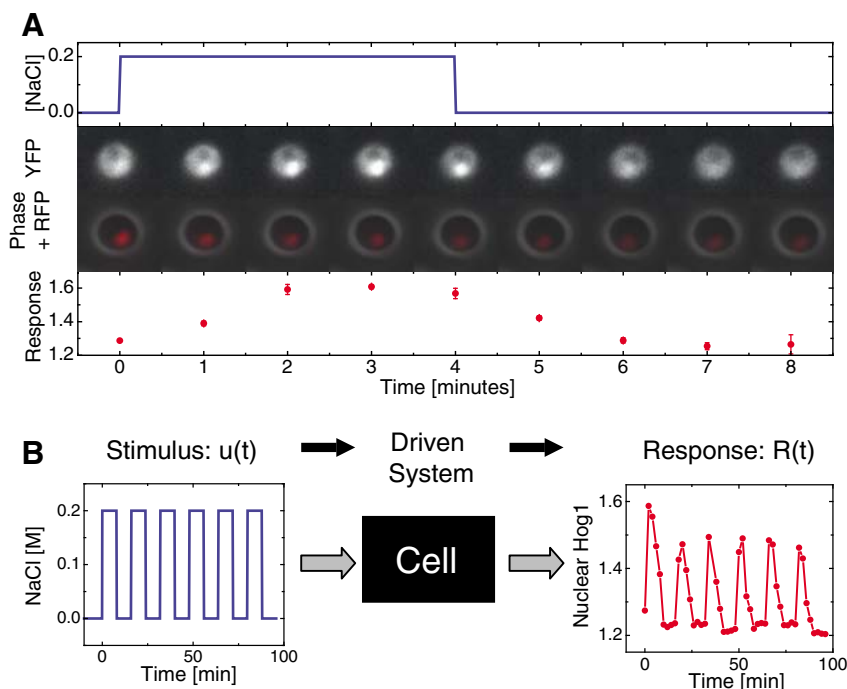 A
[NaCl]
0.2
0.0
YFP
Phase
+ RFP
Response
1.6
1.4
1.2
0 1 2 3 4 5 6 7 8
Time [minutes]
B
Stimulus: u(t)
Driven
System
Response: R(t)
NaCl [M]
0.2
0.1
0.0
0 50 100
Time [min]
Cell
Nuclear Hog1
1.6
1.4
1.2
0 50 100
Time [min]